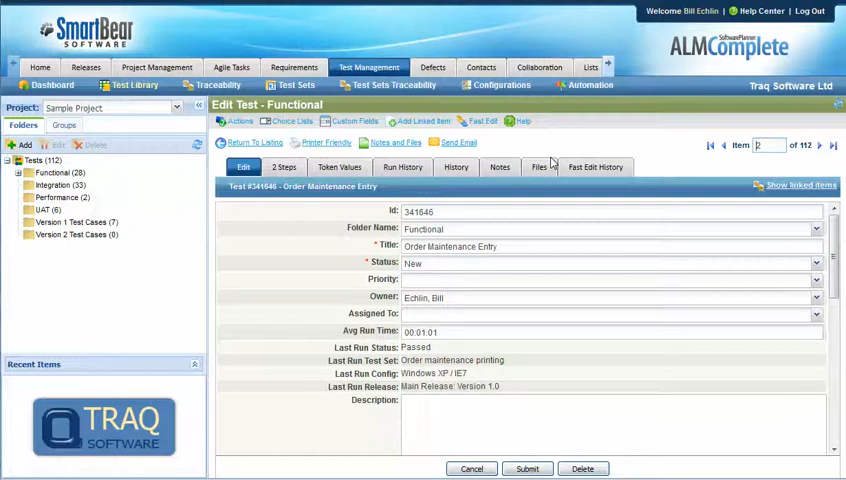 Welcome Bill Echlin | Help Center | Log Out
SmartBear
SOFTWARE
SoftwarePlanner
ALMComplete
Home Releases Project Management Agile Tasks Requirements Test Management Defects Contacts Collaboration Lists
Dashboard Test Library Traceability Test Sets Test Sets Traceability Configurations Automation Traq Software Ltd
Project: Sample Project
Edit Test - Functional
Folders Groups
Actions Choice Lists Custom Fields Add Linked Item Fast Edit Help
Add Edit Delete
Return To Listing Printer Friendly Notes and Files Send Email Item 2 of 112
Tests (112)
Functional (28)
Integration (33)
Performance (2)
UAT (6)
Version 1 Test Cases (7)
Version 2 Test Cases (0)
Edit 2 Steps Token Values Run History History Notes Files Fast Edit History
Test #341646 - Order Maintenance Entry Show linked items
Id: 341646
Folder Name: Functional
* Title: Order Maintenance Entry
* Status: New
Priority:
Owner: Echlin, Bill
Assigned To:
Avg Run Time: 00:01:01
Last Run Status: Passed
Last Run Test Set: Order maintenance printing
Last Run Config: Windows XP / IE7
Last Run Release: Main Release: Version 1.0
Description:
Recent Items
TRAQ
SOFTWARE
Cancel Submit Delete